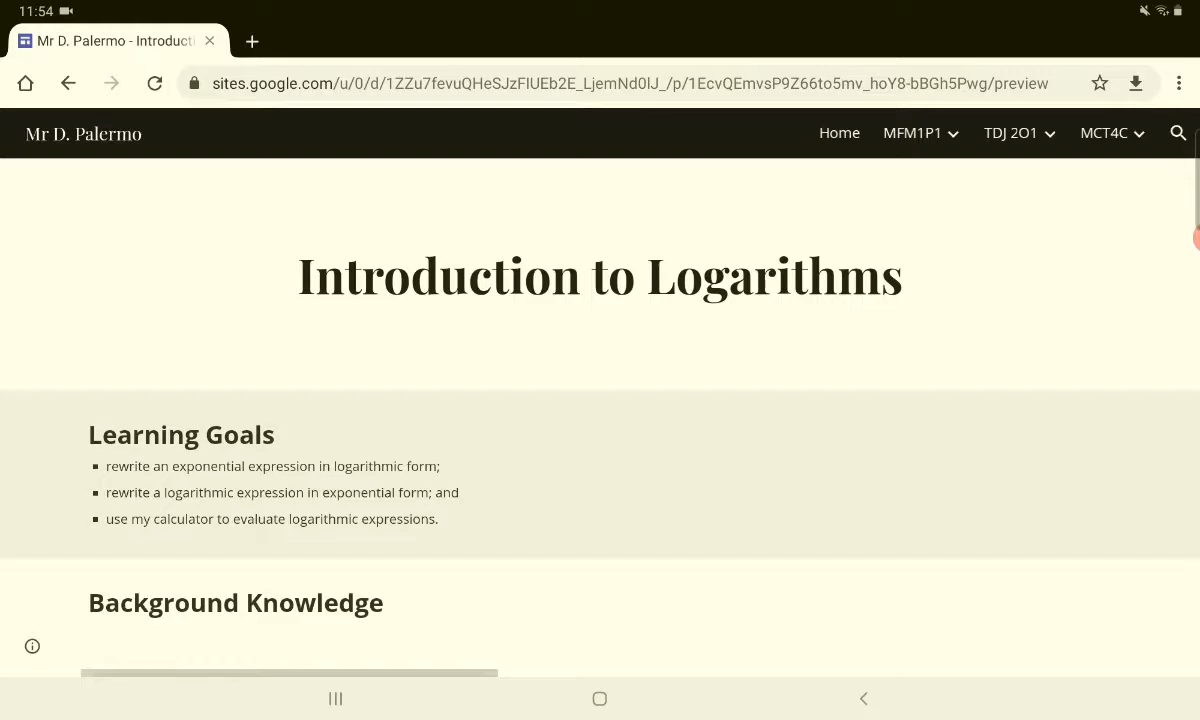 11:54
Mr D. Palermo - Introducti
sites.google.com/u/0/d/1ZZu7fevuQHeSJzFlUEb2E_LjemNd0lJ_/p/1EcvQEmvsP9Z66to5mv_hoY8-bBGh5Pwg/preview
Mr D. Palermo Home MFM1P1 TDJ 2O1 MCT4C
Introduction to Logarithms
Learning Goals
▪ rewrite an exponential expression in logarithmic form;
▪ rewrite a logarithmic expression in exponential form; and
▪ use my calculator to evaluate logarithmic expressions.
Background Knowledge